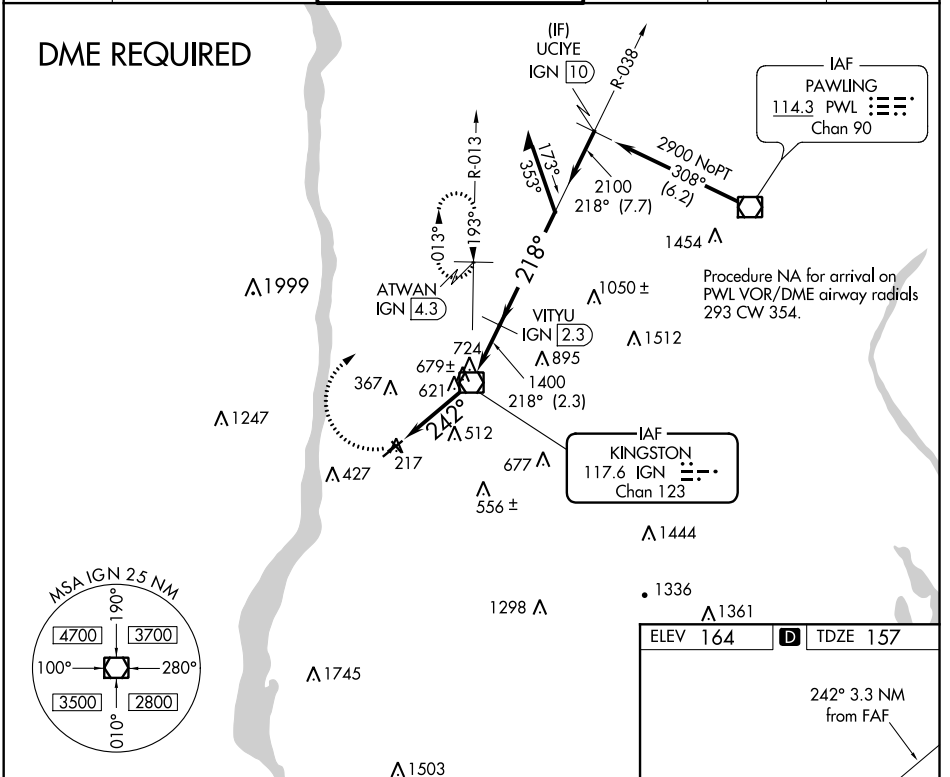 DME REQUIRED
(IF)
UCIYE
IGN 10
R-038
IAF
PAWLING
114.3 PWL
Chan 90
2900 NoPT
308°
(6.2)
173°
353°
2100
218° (7.7)
R-013
013°
193°
218°
1454
Procedure NA for arrival on
PWL VOR/DME airway radials
293 CW 354.
1999
ATWAN
IGN 4.3
1050 ±
VITYU
IGN 2.3
1512
724
895
679±
367
621
1400
218° (2.3)
1247
242°
512
217
427
IAF
KINGSTON
117.6 IGN
Chan 123
677
556 ±
1444
MSA IGN 25 NM
190°
4700
3700
100°
280°
3500
2800
010°
1298
1336
1361
1745
1503
ELEV 164 D TDZE 157
242° 3.3 NM
from FAF